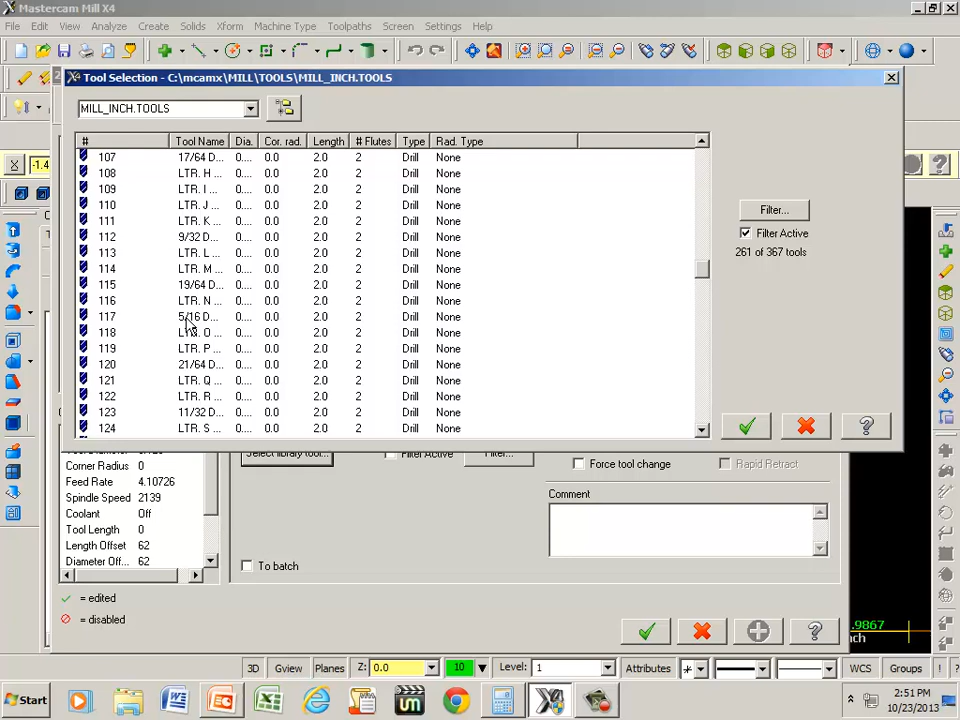 Mastercam Mill X4
File Edit View Analyze Create Solids Xform Machine Type Toolpaths Screen Settings Help
Tool Selection - C:\mcamx\MILL\TOOLS\MILL_INCH.TOOLS
MILL_INCH.TOOLS
# Tool Name Dia. Cor. rad. Length # Flutes Type Rad. Type
107 17/64 D... 0.... 0.0 2.0 2 Drill None
108 LTR. H ... 0.... 0.0 2.0 2 Drill None
109 LTR. I ... 0.... 0.0 2.0 2 Drill None
110 LTR. J ... 0.... 0.0 2.0 2 Drill None
111 LTR. K ... 0.... 0.0 2.0 2 Drill None
112 9/32 D... 0.... 0.0 2.0 2 Drill None
113 LTR. L ... 0.... 0.0 2.0 2 Drill None
114 LTR. M ... 0.... 0.0 2.0 2 Drill None
115 19/64 D... 0.... 0.0 2.0 2 Drill None
116 LTR. N ... 0.... 0.0 2.0 2 Drill None
117 5/16 D... 0.... 0.0 2.0 2 Drill None
118 LTR. O ... 0.... 0.0 2.0 2 Drill None
119 LTR. P ... 0.... 0.0 2.0 2 Drill None
120 21/64 D... 0.... 0.0 2.0 2 Drill None
121 LTR. Q ... 0.... 0.0 2.0 2 Drill None
122 LTR. R ... 0.... 0.0 2.0 2 Drill None
123 11/32 D... 0.... 0.0 2.0 2 Drill None
124 LTR. S ... 0.... 0.0 2.0 2 Drill None
Filter...
Filter Active
261 of 367 tools
-1.4
Select library tool... Filter Active Filter...
Corner Radius 0
Feed Rate 4.10726
Spindle Speed 2139
Coolant Off
Tool Length 0
Length Offset 62
Diameter Off... 62
Force tool change Rapid Retract
Comment
To batch
= edited
= disabled
.9867
nch
3D Gview Planes Z: 0.0 10 Level: 1 Attributes WCS Groups ! ?
Start
2:51 PM
10/23/2013